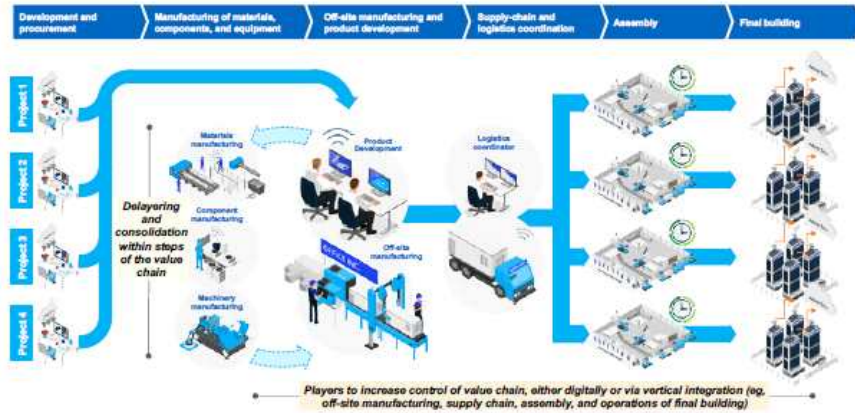 Development and
procurement
Manufacturing of materials,
components, and equipment
Off-site manufacturing and
product development
Supply-chain and
logistics coordination
Assembly
Final building
Project 1
Project 2
Project 3
Project 4
Delayering
and
consolidation
within steps
of the value
chain
Materials
manufacturing
Component
manufacturing
Machinery
manufacturing
Product
Development
Off-site
manufacturing
OFFICE INC.
Logistics
coordinator
Players to increase control of value chain, either digitally or via vertical integration (eg,
off-site manufacturing, supply chain, assembly, and operations of final building)